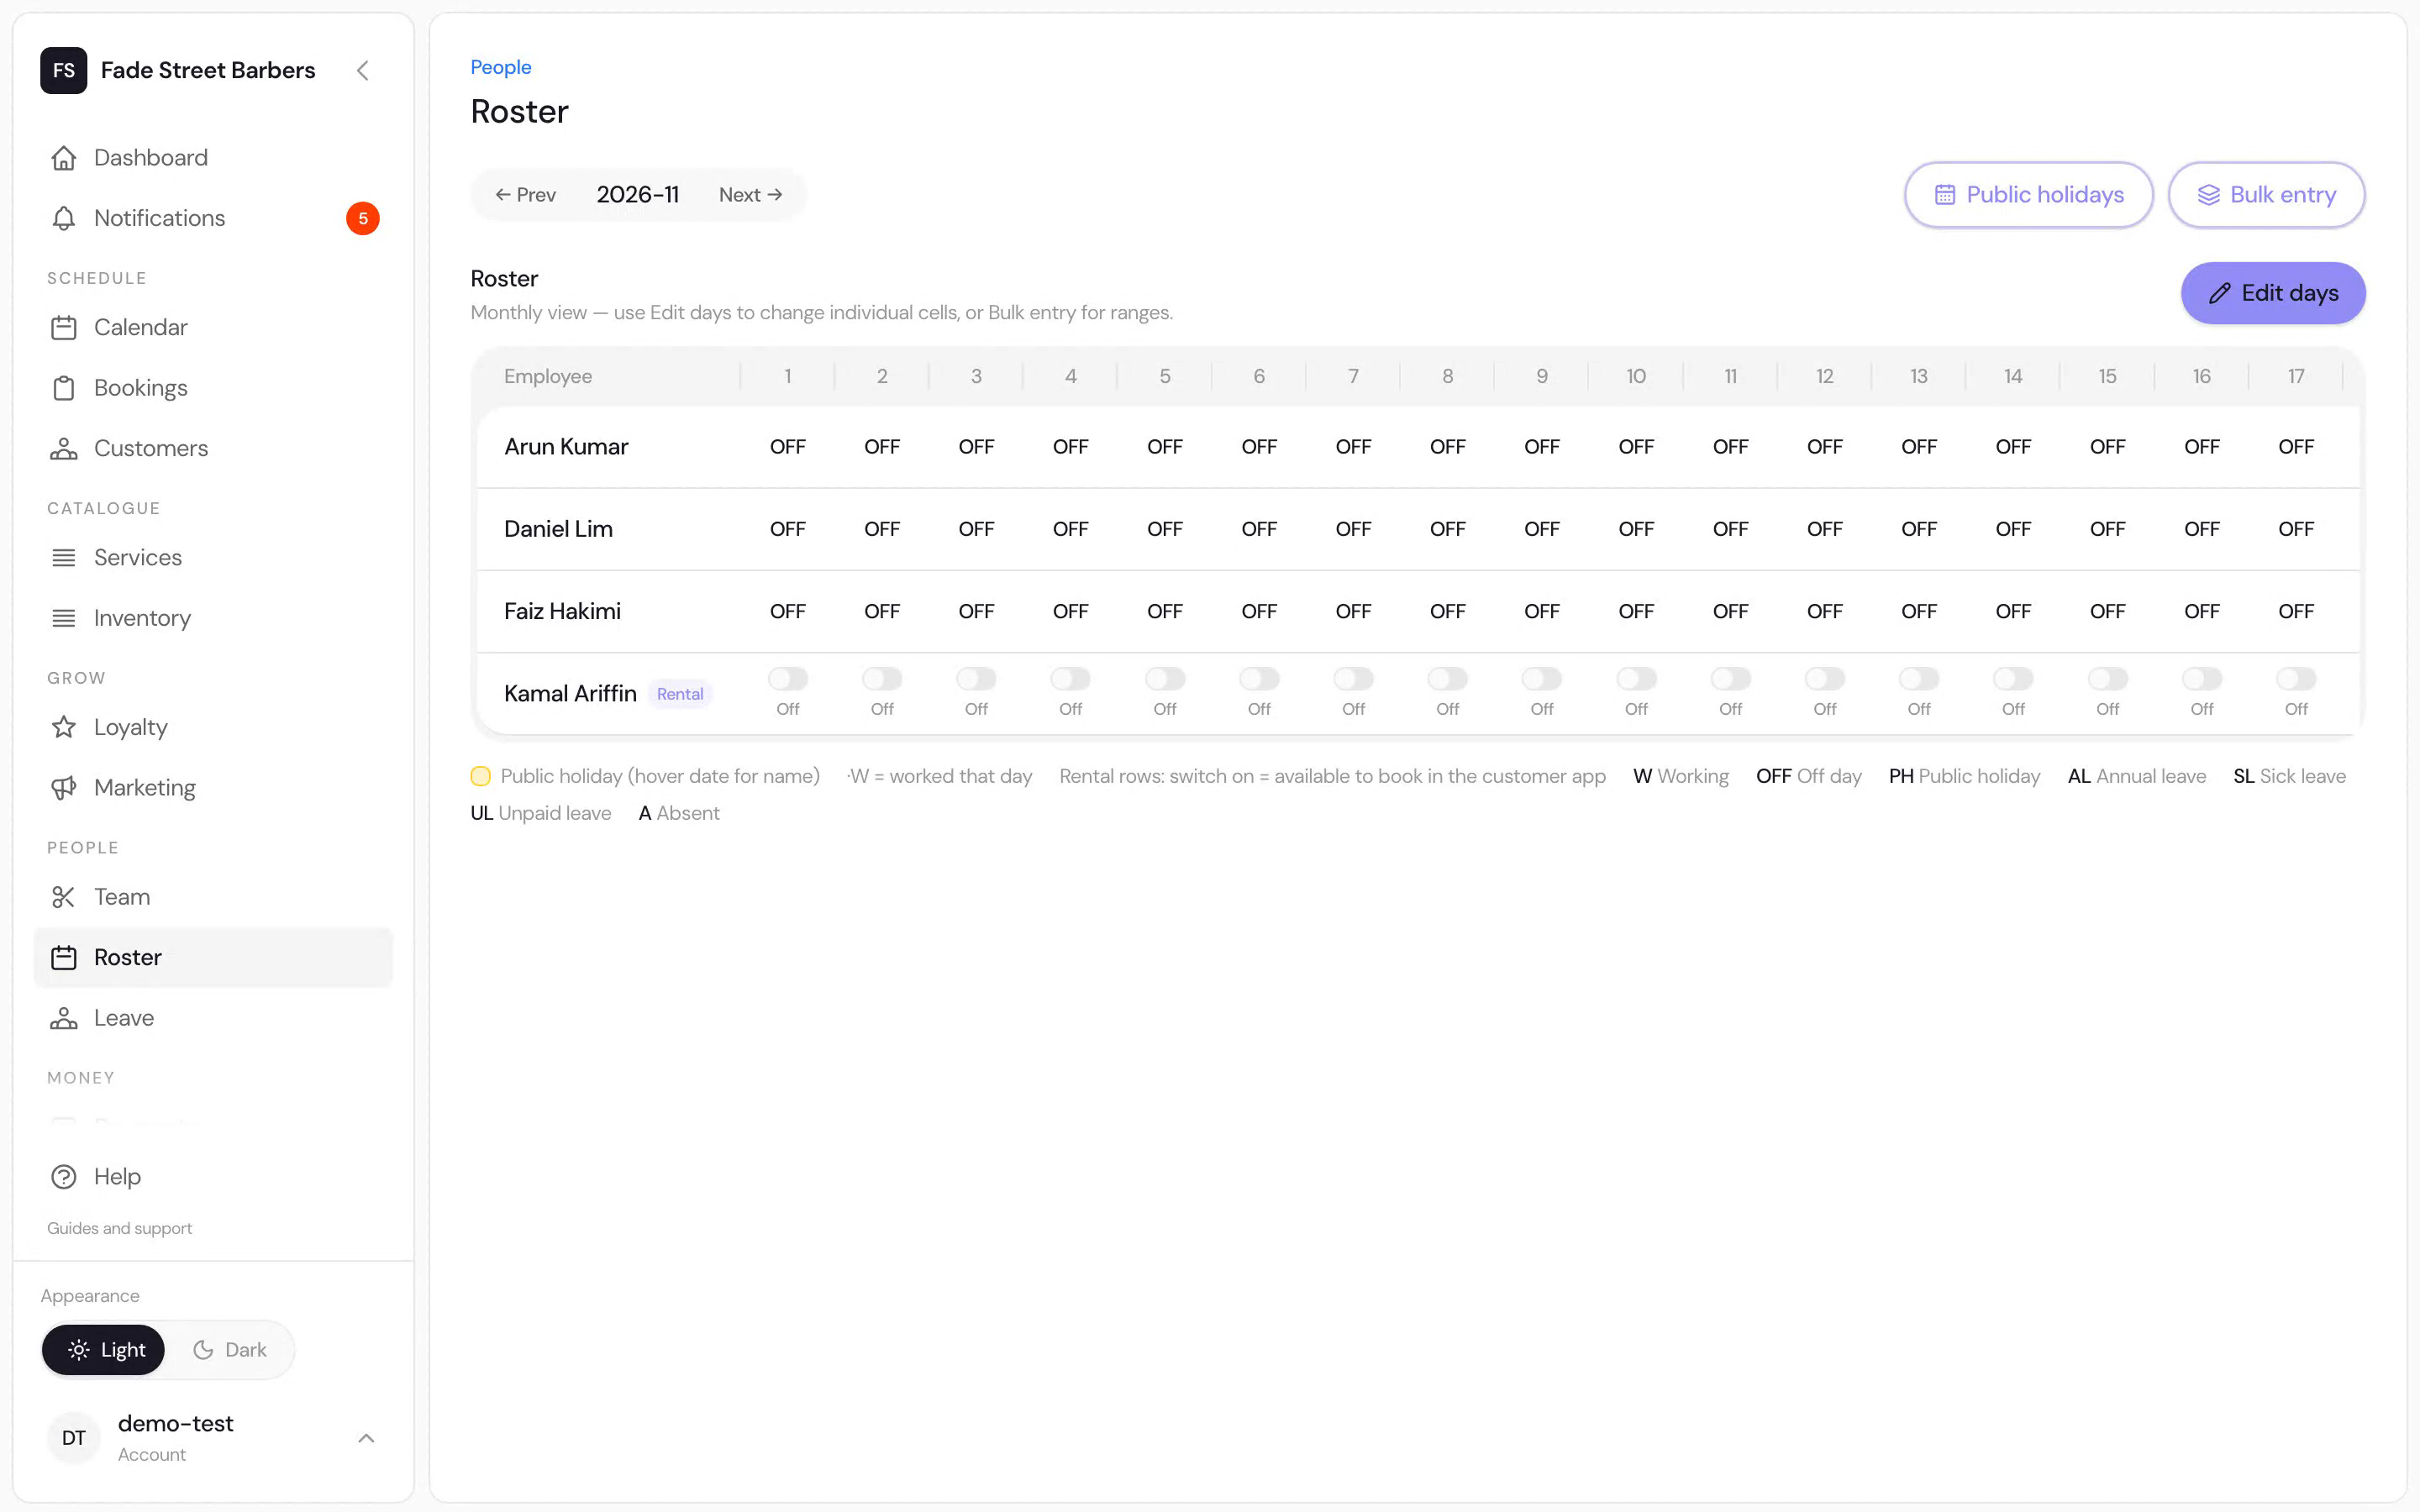 FS Fade Street Barbers
Dashboard
Notifications 5
SCHEDULE
Calendar
Bookings
Customers
CATALOGUE
Services
Inventory
GROW
Loyalty
Marketing
PEOPLE
Team
Roster
Leave
MONEY
Help
Guides and support
Appearance
Light Dark
DT demo-test
Account
People
Roster
← Prev 2026-11 Next →
Public holidays Bulk entry
Roster
Monthly view — use Edit days to change individual cells, or Bulk entry for ranges.
Edit days
Employee 1 2 3 4 5 6 7 8 9 10 11 12 13 14 15 16 17
Arun Kumar OFF OFF OFF OFF OFF OFF OFF OFF OFF OFF OFF OFF OFF OFF OFF OFF OFF
Daniel Lim OFF OFF OFF OFF OFF OFF OFF OFF OFF OFF OFF OFF OFF OFF OFF OFF OFF
Faiz Hakimi OFF OFF OFF OFF OFF OFF OFF OFF OFF OFF OFF OFF OFF OFF OFF OFF OFF
Kamal Ariffin Rental Off Off Off Off Off Off Off Off Off Off Off Off Off Off Off Off Off
Public holiday (hover date for name) ·W = worked that day Rental rows: switch on = available to book in the customer app W Working OFF Off day PH Public holiday AL Annual leave SL Sick leave
UL Unpaid leave A Absent